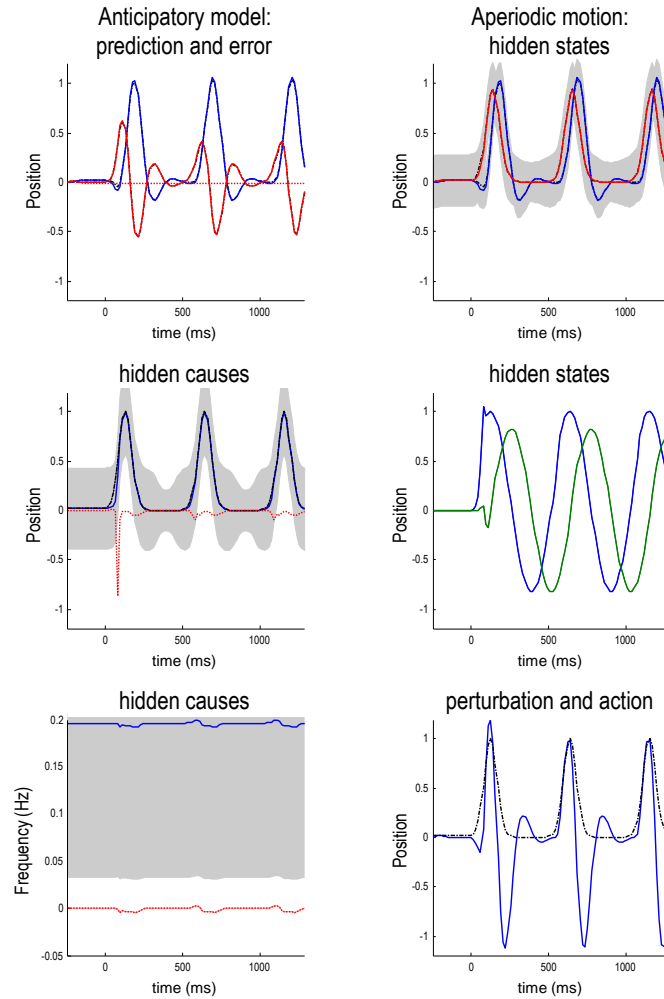 Anticipatory model:
prediction and error
1
0.5
0
-0.5
-1
Position
0 500 1000
time (ms)
Aperiodic motion:
hidden states
1
0.5
0
-0.5
-1
Position
0 500 1000
time (ms)
hidden causes
1
0.5
0
-0.5
-1
Position
0 500 1000
time (ms)
hidden states
1
0.5
0
-0.5
-1
Position
0 500 1000
time (ms)
hidden causes
0.2
0.15
0.1
0.05
0
-0.05
Frequency (Hz)
0 500 1000
time (ms)
perturbation and action
1
0.5
0
-0.5
-1
Position
0 500 1000
time (ms)